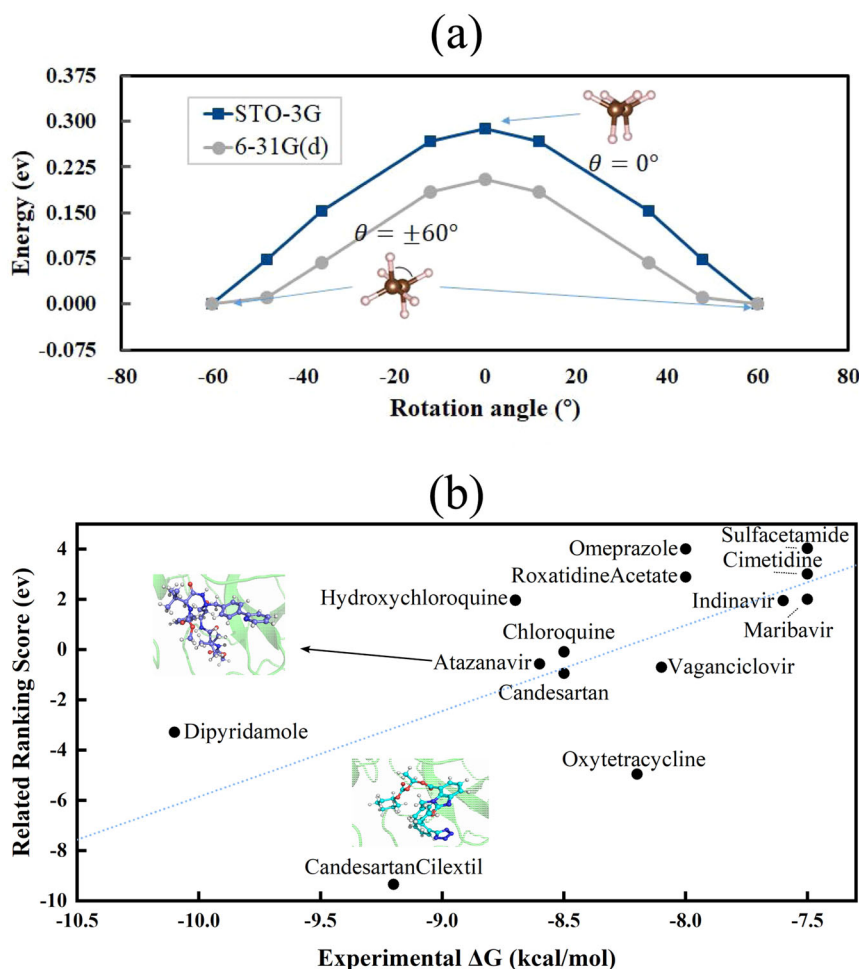 (a)
0.375
0.300
0.225
0.150
0.075
0.000
-0.075
Energy (ev)
STO-3G
6-31G(d)
θ = 0°
θ = ±60°
-80 -60 -40 -20 0 20 40 60 80
Rotation angle (°)
(b)
4
2
0
-2
-4
-6
-8
-10
Related Ranking Score (ev)
Sulfacetamide
Omeprazole
Cimetidine
RoxatidineAcetate
Hydroxychloroquine
Indinavir
Maribavir
Chloroquine
Atazanavir
Vaganciclovir
Candesartan
Dipyridamole
Oxytetracycline
CandesartanCilextil
-10.5 -10.0 -9.5 -9.0 -8.5 -8.0 -7.5
Experimental ΔG (kcal/mol)